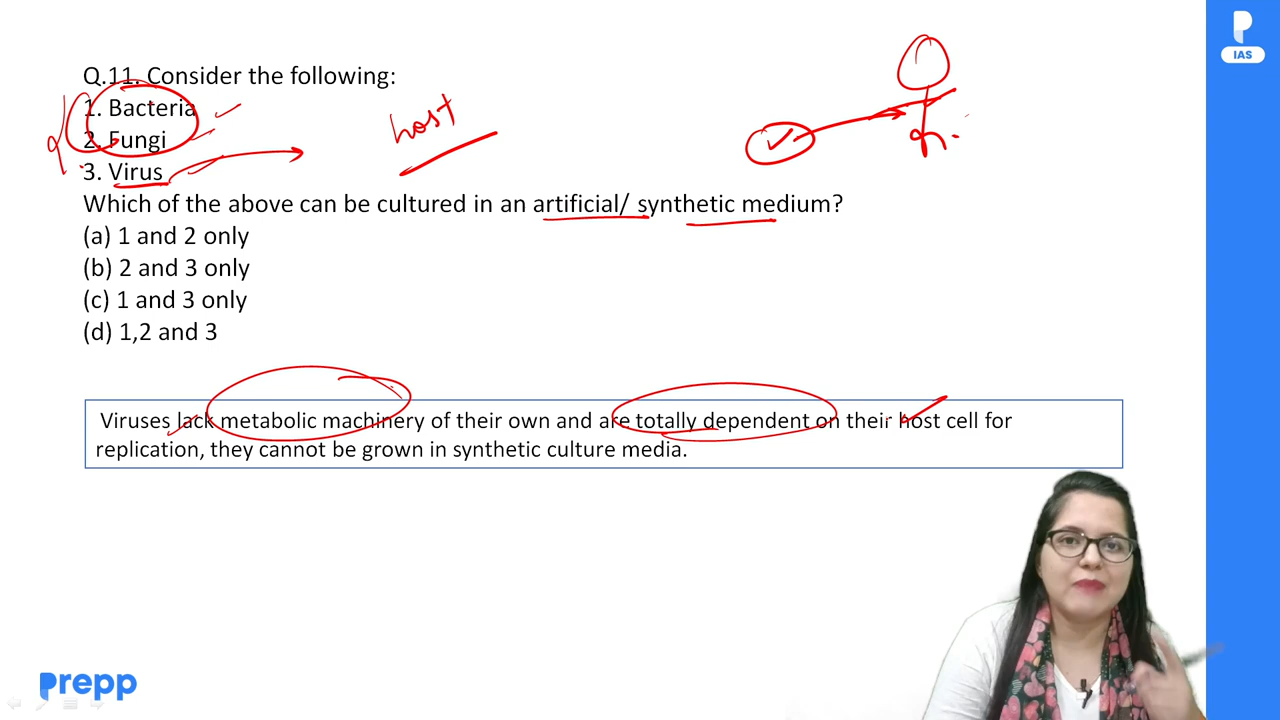 IAS
Q.11. Consider the following:
1. Bacteria
2. Fungi
3. Virus
host
Which of the above can be cultured in an artificial/ synthetic medium?
(a) 1 and 2 only
(b) 2 and 3 only
(c) 1 and 3 only
(d) 1,2 and 3
Viruses lack metabolic machinery of their own and are totally dependent on their host cell for
replication, they cannot be grown in synthetic culture media.
prepp